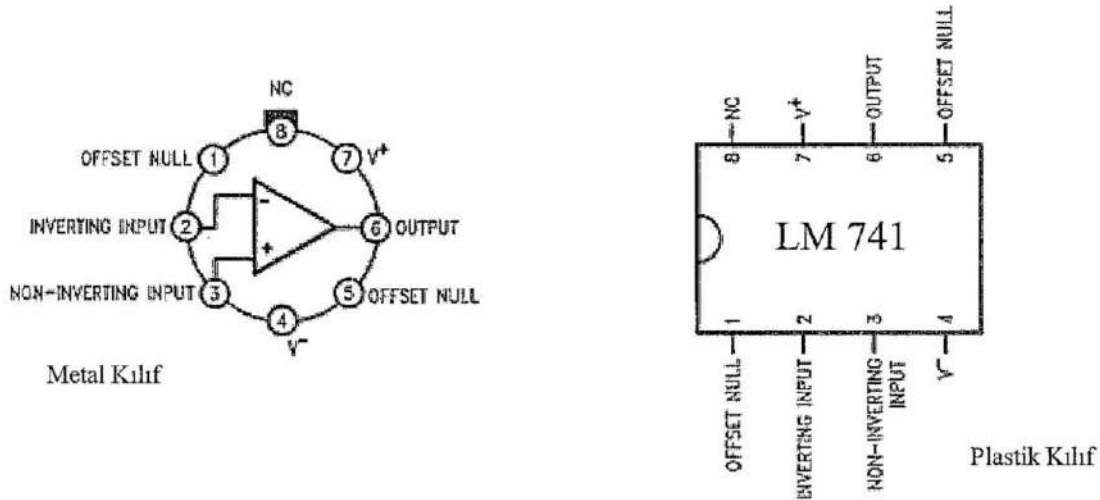 NC
8
OFFSET NULL 1
7 V+
INVERTING INPUT 2
-
6 OUTPUT
+
NON-INVERTING INPUT 3
5 OFFSET NULL
4
V-
Metal Kılıf
NC
V+
OUTPUT
OFFSET NULL
8
7
6
5
LM 741
1
2
3
4
OFFSET NULL
INVERTING INPUT
NON-INVERTING
INPUT
V-
Plastik Kılıf